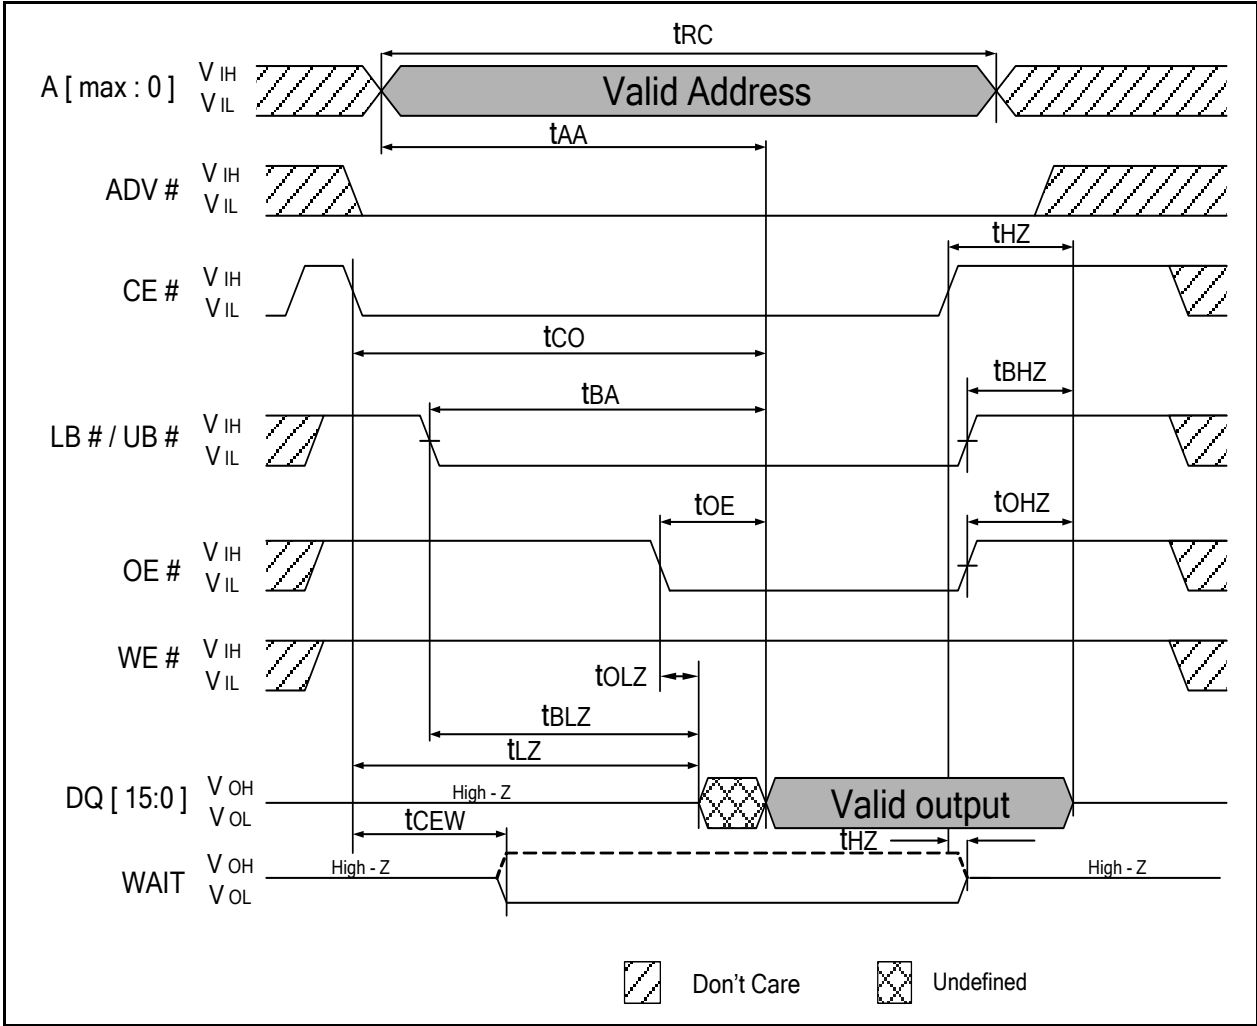 tRC
A [ max : 0 ] V IH
V IL
Valid Address
tAA
ADV # V IH
V IL
tHZ
CE # V IH
V IL
tCO
tBHZ
tBA
LB # / UB # V IH
V IL
tOE
tOHZ
OE # V IH
V IL
WE # V IH
V IL
tOLZ
tBLZ
tLZ
DQ [ 15:0 ] V OH
V OL
High - Z
Valid output
tCEW
tHZ
WAIT V OH
V OL
High - Z
High - Z
Don't Care
Undefined